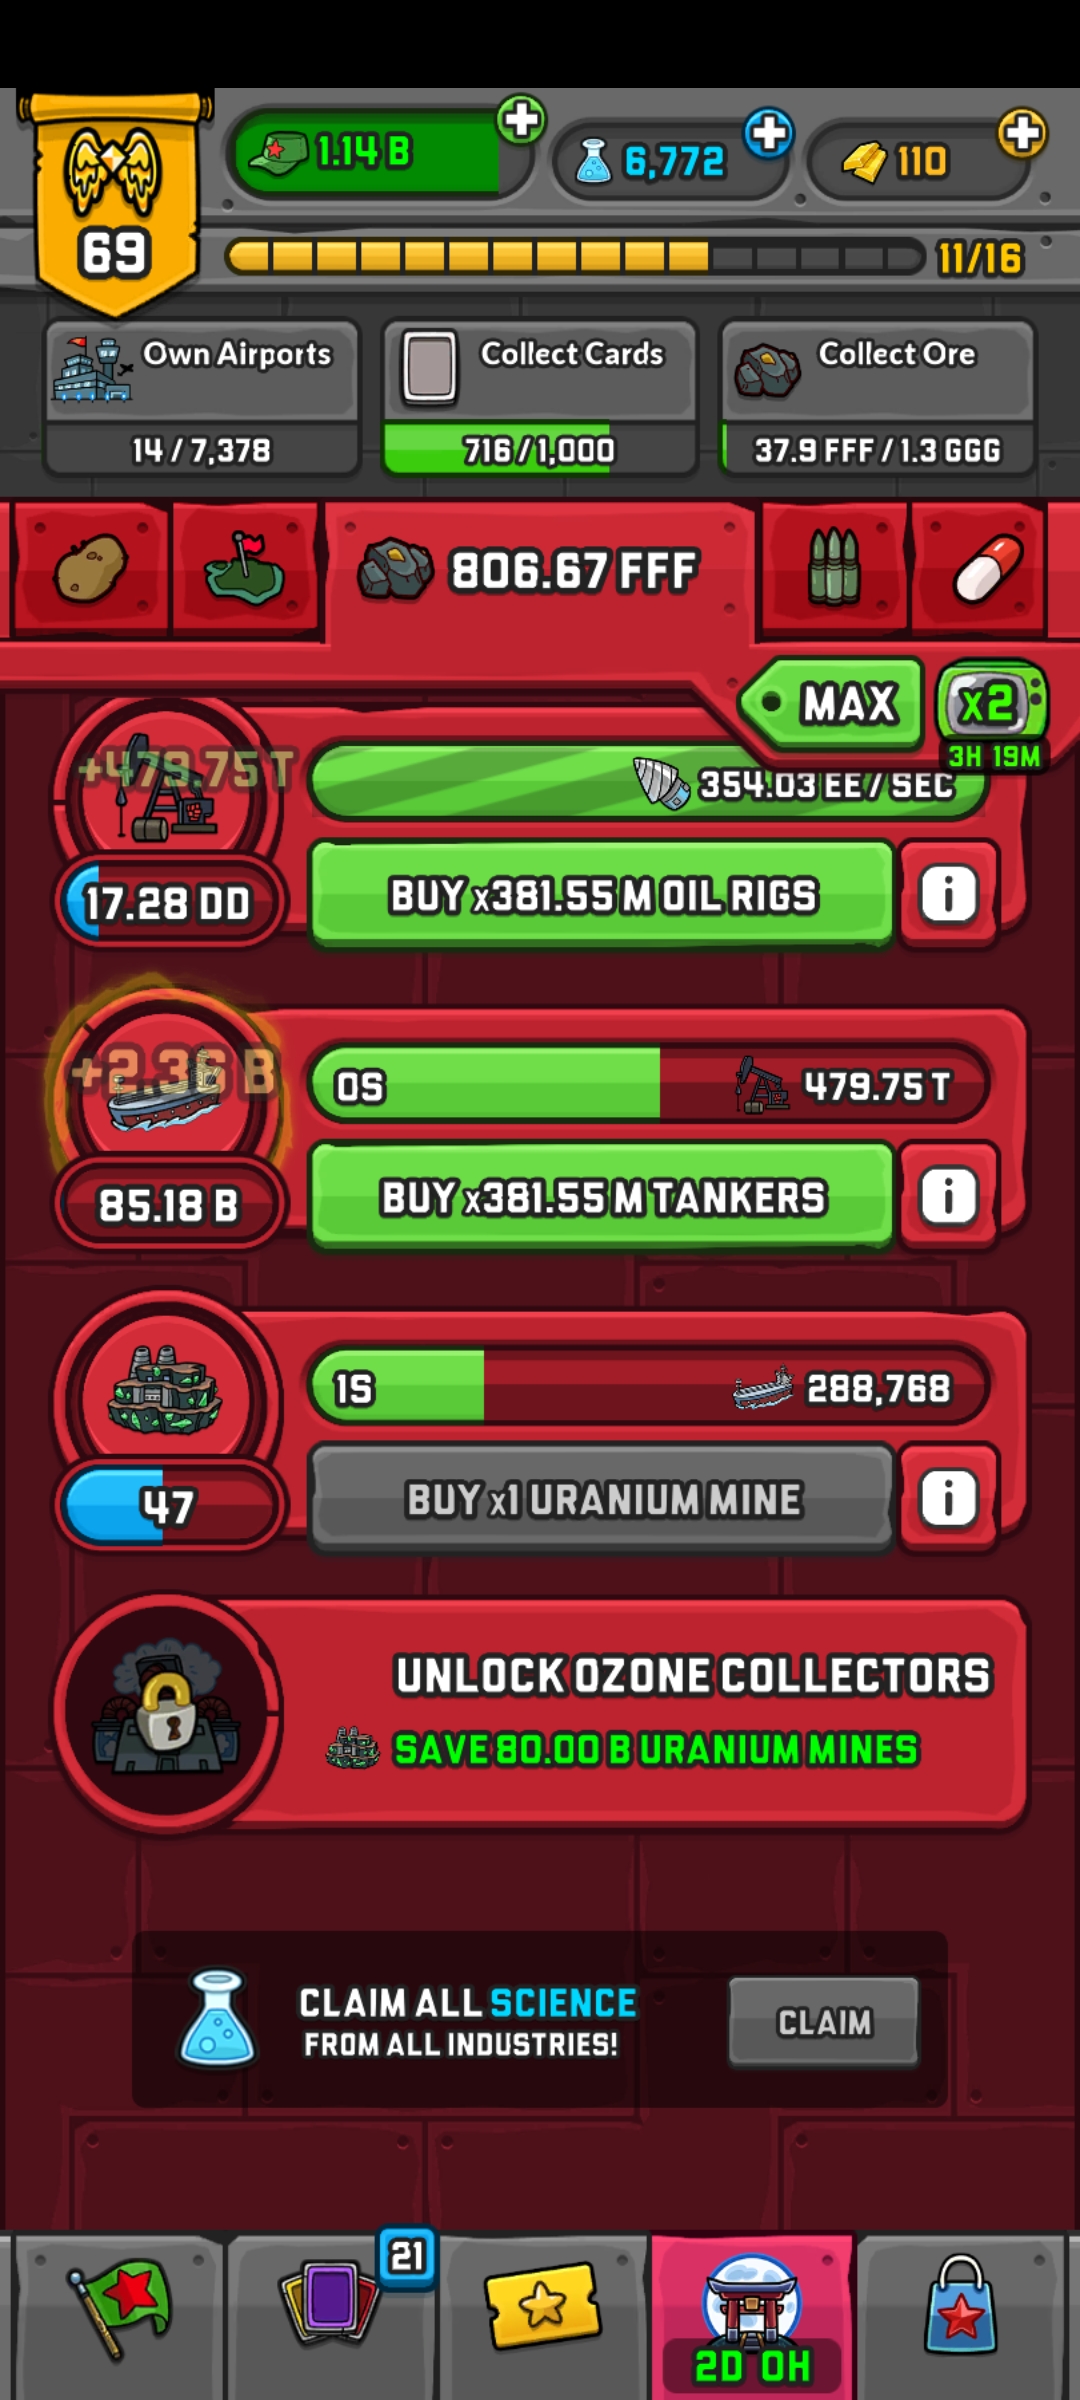 69
1.14 B
6,772
110
11/16
Own Airports
14 / 7,378
Collect Cards
716 / 1,000
Collect Ore
37.9 FFF / 1.3 GGG
806.67 FFF
MAX
x2
3H 19M
+479.75 T
354.03 EE / SEC
17.28 DD
BUY x381.55 M OIL RIGS
i
+2.36 B
0S
479.75 T
85.18 B
BUY x381.55 M TANKERS
i
1S
288,768
47
BUY x1 URANIUM MINE
i
UNLOCK OZONE COLLECTORS
SAVE 80.00 B URANIUM MINES
CLAIM ALL SCIENCE
FROM ALL INDUSTRIES!
CLAIM
21
2D 0H